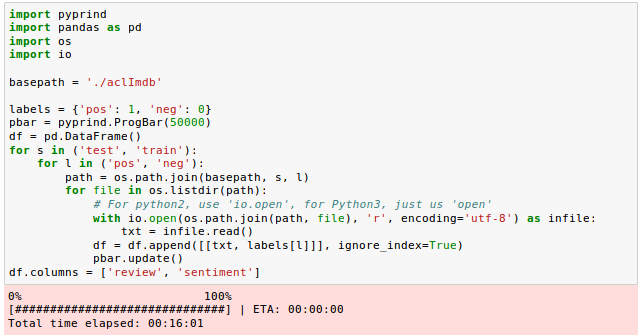 import pyprind
import pandas as pd
import os
import io

basepath = './aclImdb'

labels = {'pos': 1, 'neg': 0}
pbar = pyprind.ProgBar(50000)
df = pd.DataFrame()
for s in ('test', 'train'):
    for l in ('pos', 'neg'):
        path = os.path.join(basepath, s, l)
        for file in os.listdir(path):
            # For python2, use 'io.open', for Python3, just us 'open'
            with io.open(os.path.join(path, file), 'r', encoding='utf-8') as infile:
                txt = infile.read()
            df = df.append([[txt, labels[l]]], ignore_index=True)
            pbar.update()
df.columns = ['review', 'sentiment']
0%                          100%
[##############################] | ETA: 00:00:00
Total time elapsed: 00:16:01